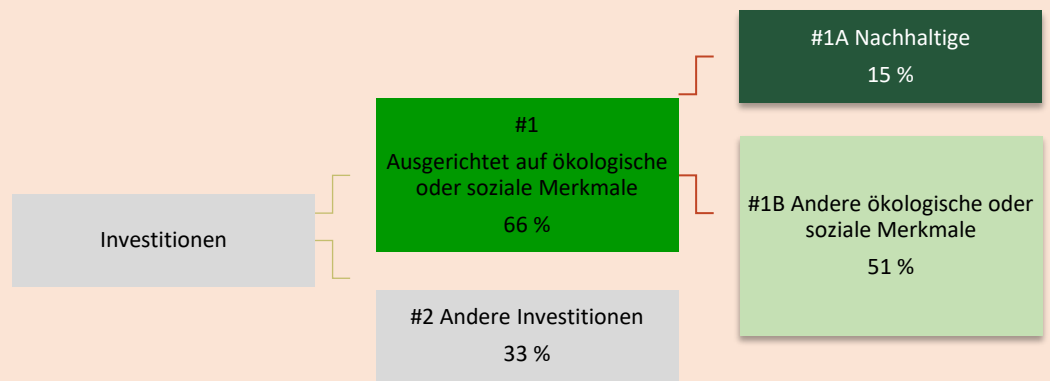 Investitionen
#1
Ausgerichtet auf ökologische
oder soziale Merkmale
66 %
#2 Andere Investitionen
33 %
#1A Nachhaltige
15 %
#1B Andere ökologische oder
soziale Merkmale
51 %